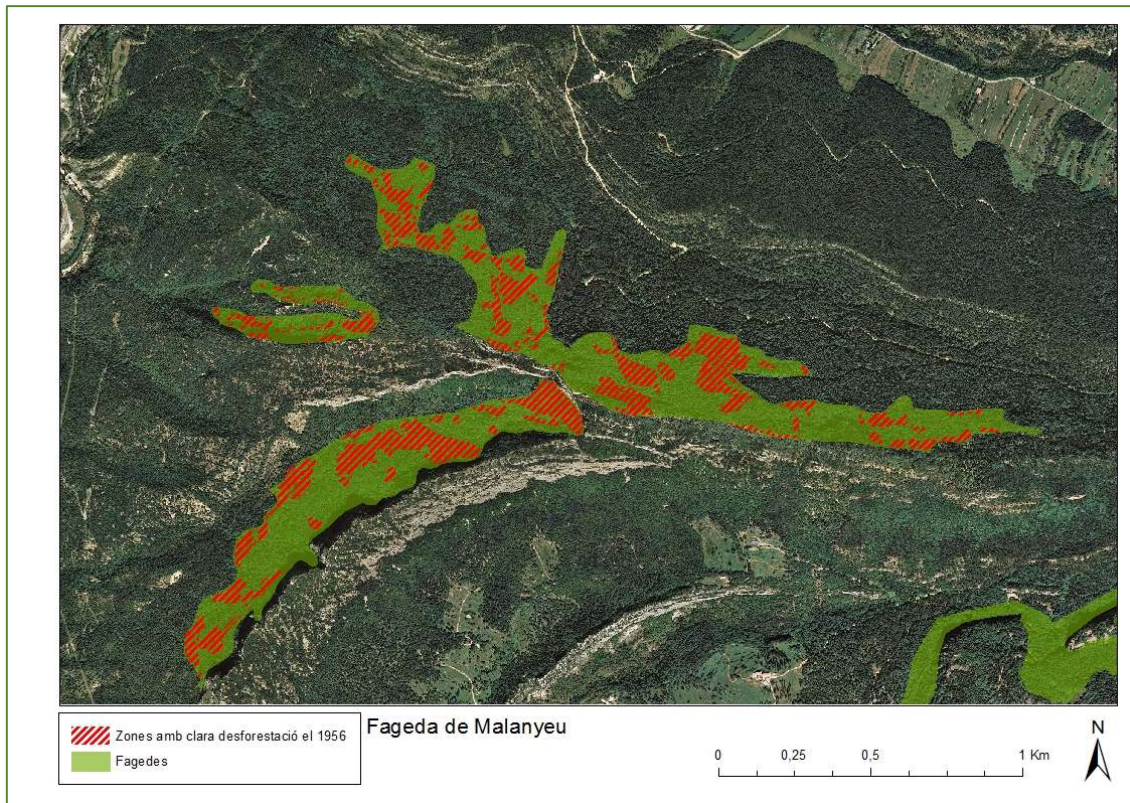 Zones amb clara desforestació el 1956
Fagedes
Fageda de Malanyeu
0 0,25 0,5 1 Km
N